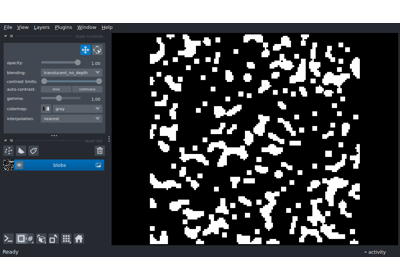 File View Layers Plugins Window Help
opacity: 1.00
blending: translucent_no_depth
contrast limits:
auto-contrast: once continuous
gamma: 1.00
colormap: gray
interpolation: nearest
blobs
Ready activity